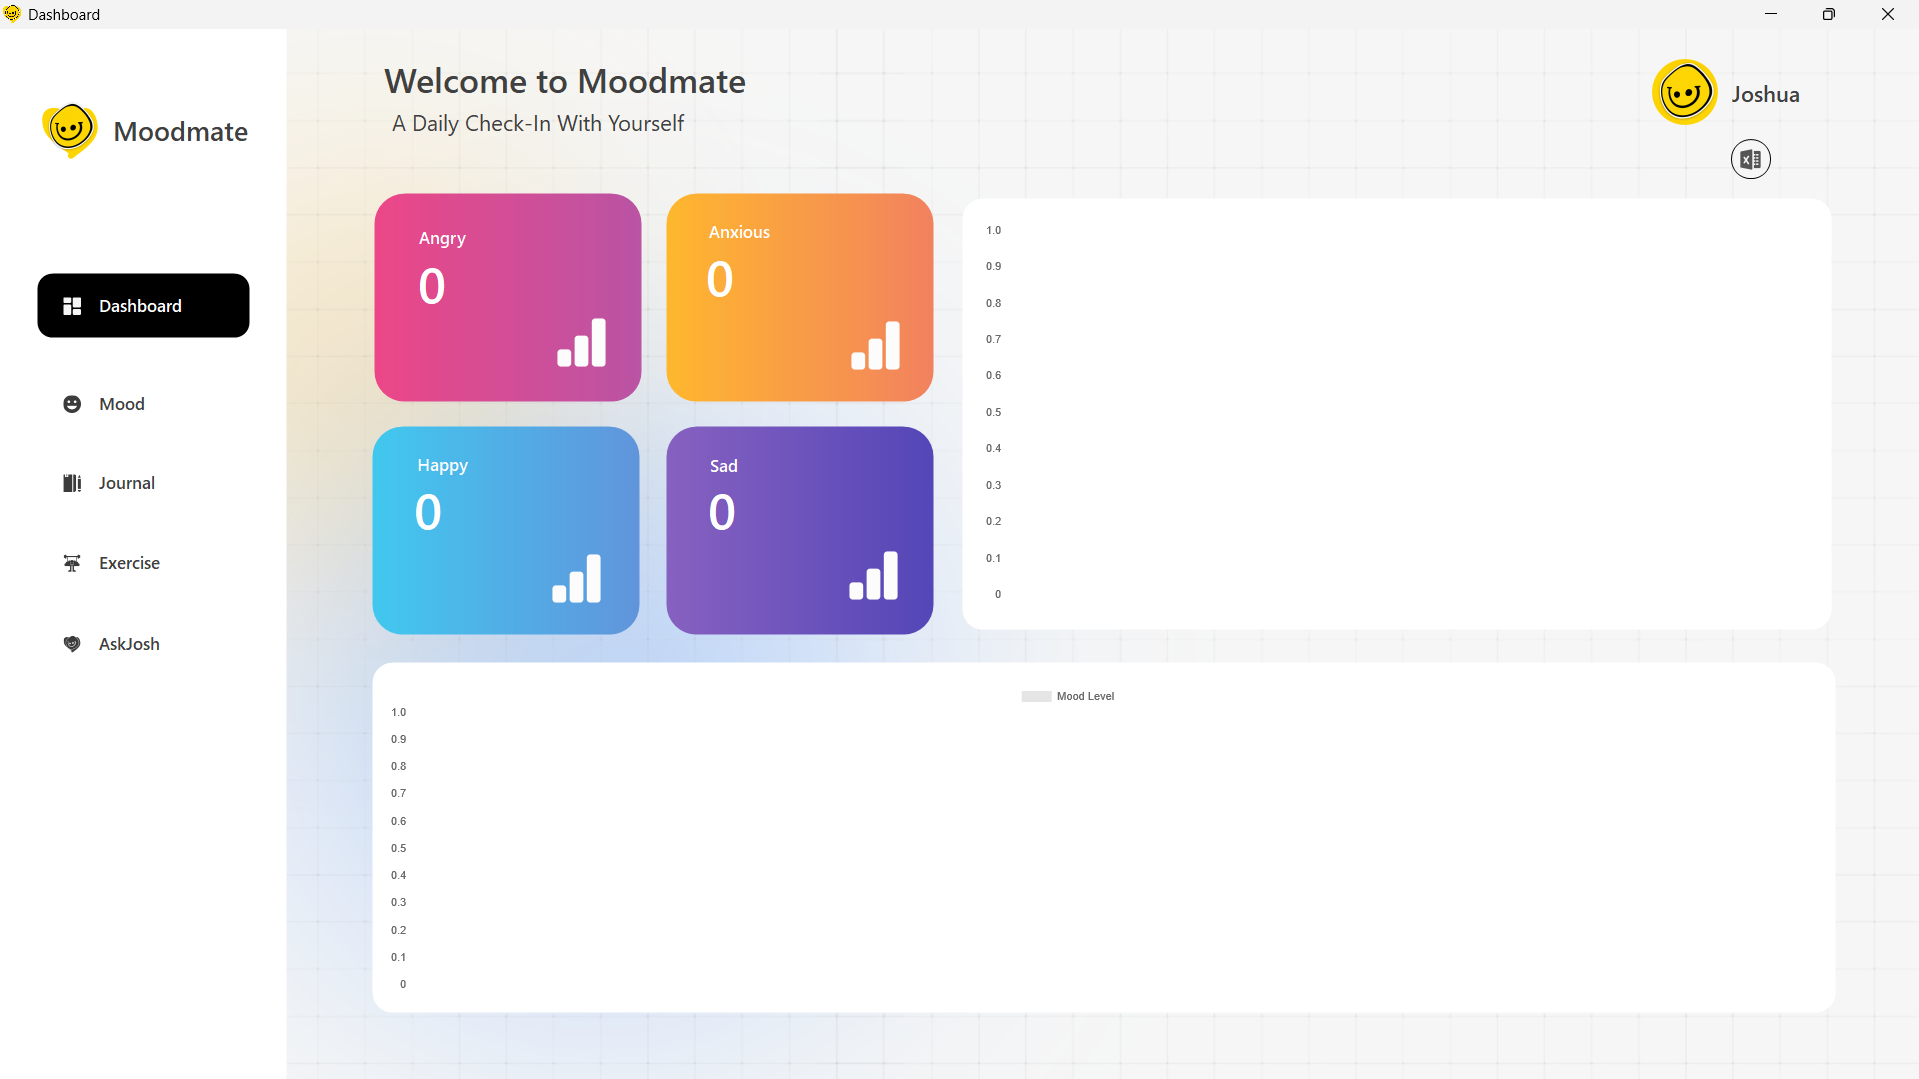 Dashboard
Welcome to Moodmate
A Daily Check-In With Yourself
Joshua
Moodmate
Dashboard
Mood
Journal
Exercise
AskJosh
Angry
0
Anxious
0
Happy
0
Sad
0
1.0
0.9
0.8
0.7
0.6
0.5
0.4
0.3
0.2
0.1
0
Mood Level
1.0
0.9
0.8
0.7
0.6
0.5
0.4
0.3
0.2
0.1
0